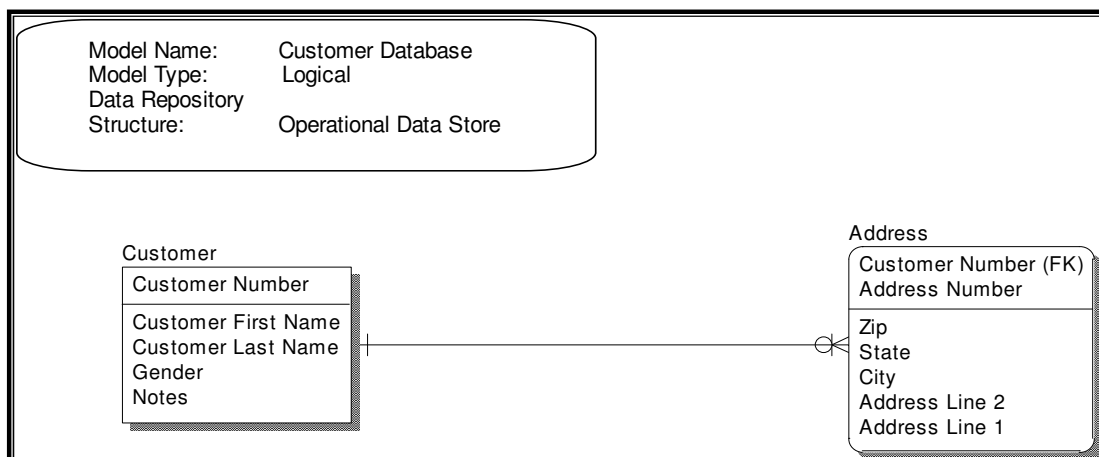 Model Name: Customer Database
Model Type: Logical
Data Repository
Structure: Operational Data Store
Customer
Customer Number
Customer First Name
Customer Last Name
Gender
Notes
Address
Customer Number (FK)
Address Number
Zip
State
City
Address Line 2
Address Line 1